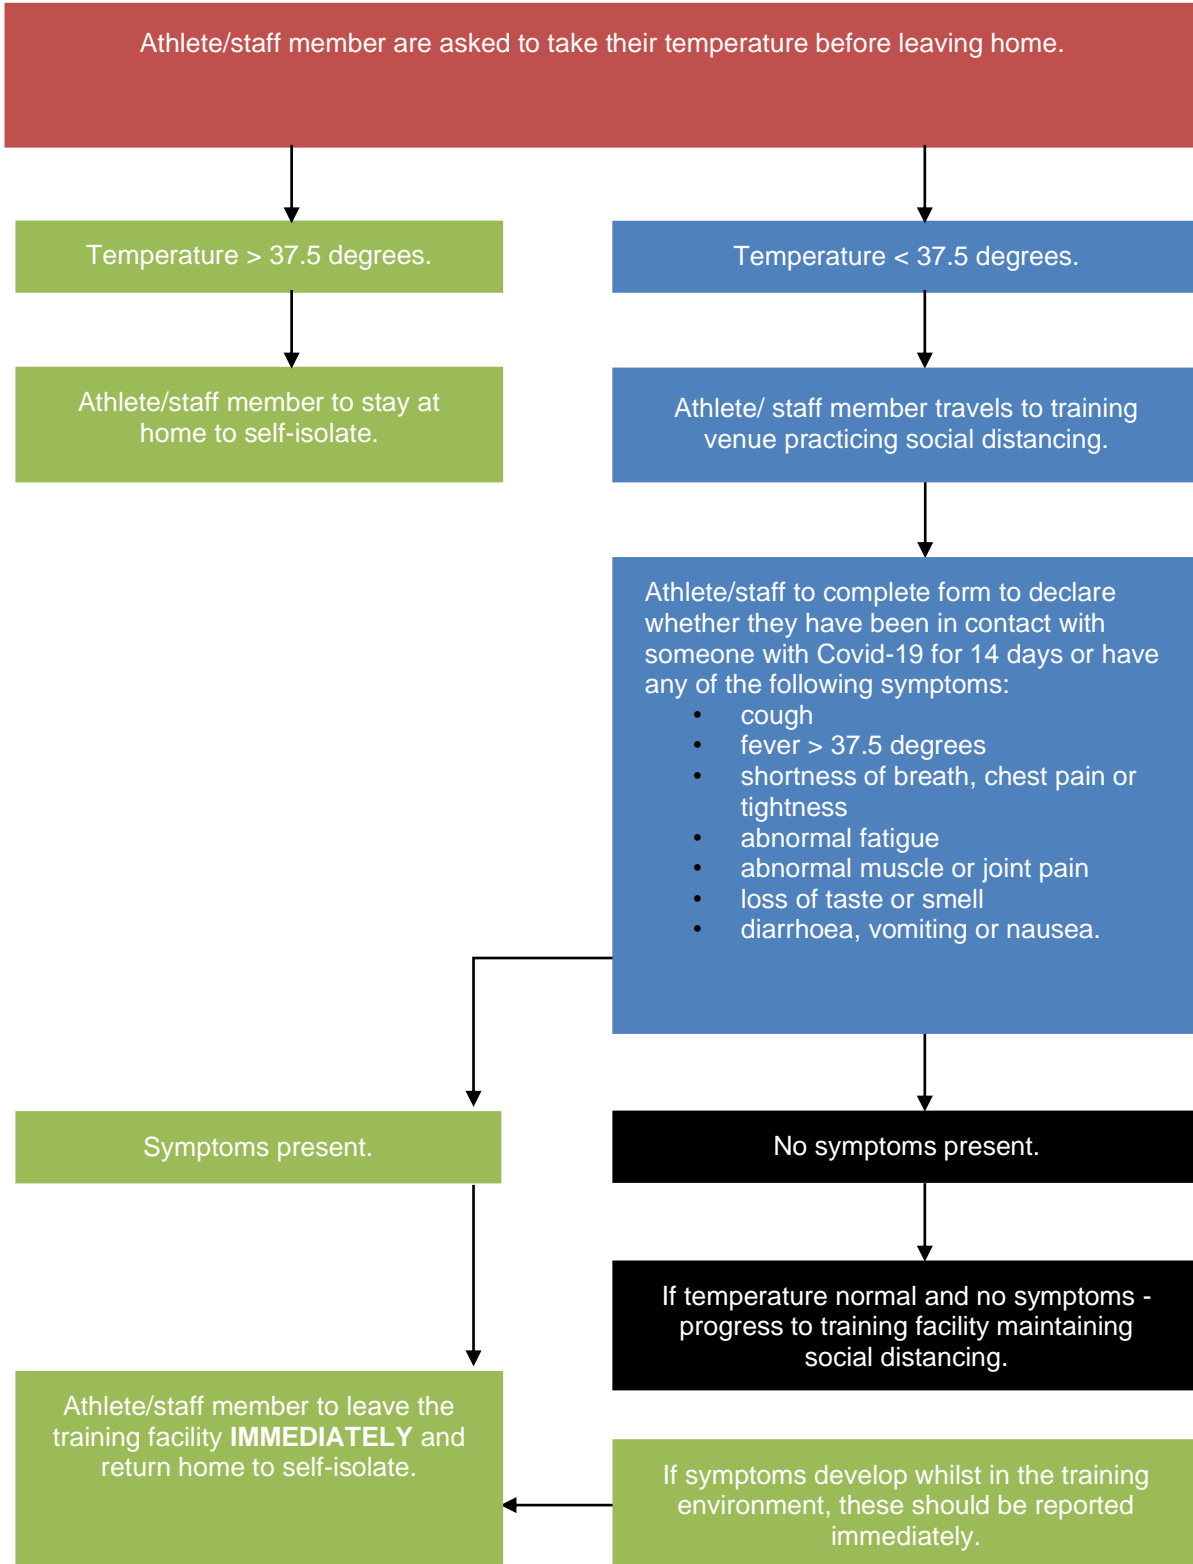 Athlete/staff member are asked to take their temperature before leaving home.
Temperature > 37.5 degrees.
Temperature < 37.5 degrees.
Athlete/staff member to stay at
home to self-isolate.
Athlete/ staff member travels to training
venue practicing social distancing.
Athlete/staff to complete form to declare
whether they have been in contact with
someone with Covid-19 for 14 days or have
any of the following symptoms:
• cough
• fever > 37.5 degrees
• shortness of breath, chest pain or
tightness
• abnormal fatigue
• abnormal muscle or joint pain
• loss of taste or smell
• diarrhoea, vomiting or nausea.
Symptoms present.
No symptoms present.
If temperature normal and no symptoms -
progress to training facility maintaining
social distancing.
Athlete/staff member to leave the
training facility IMMEDIATELY and
return home to self-isolate.
If symptoms develop whilst in the training
environment, these should be reported
immediately.